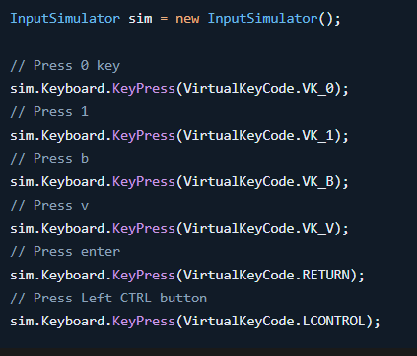 InputSimulator sim = new InputSimulator();
// Press 0 key
sim.Keyboard.KeyPress(VirtualKeyCode.VK_0);
// Press 1
sim.Keyboard.KeyPress(VirtualKeyCode.VK_1);
// Press b
sim.Keyboard.KeyPress(VirtualKeyCode.VK_B);
// Press v
sim.Keyboard.KeyPress(VirtualKeyCode.VK_V);
// Press enter
sim.Keyboard.KeyPress(VirtualKeyCode.RETURN);
// Press Left CTRL button
sim.Keyboard.KeyPress(VirtualKeyCode.LCONTROL);